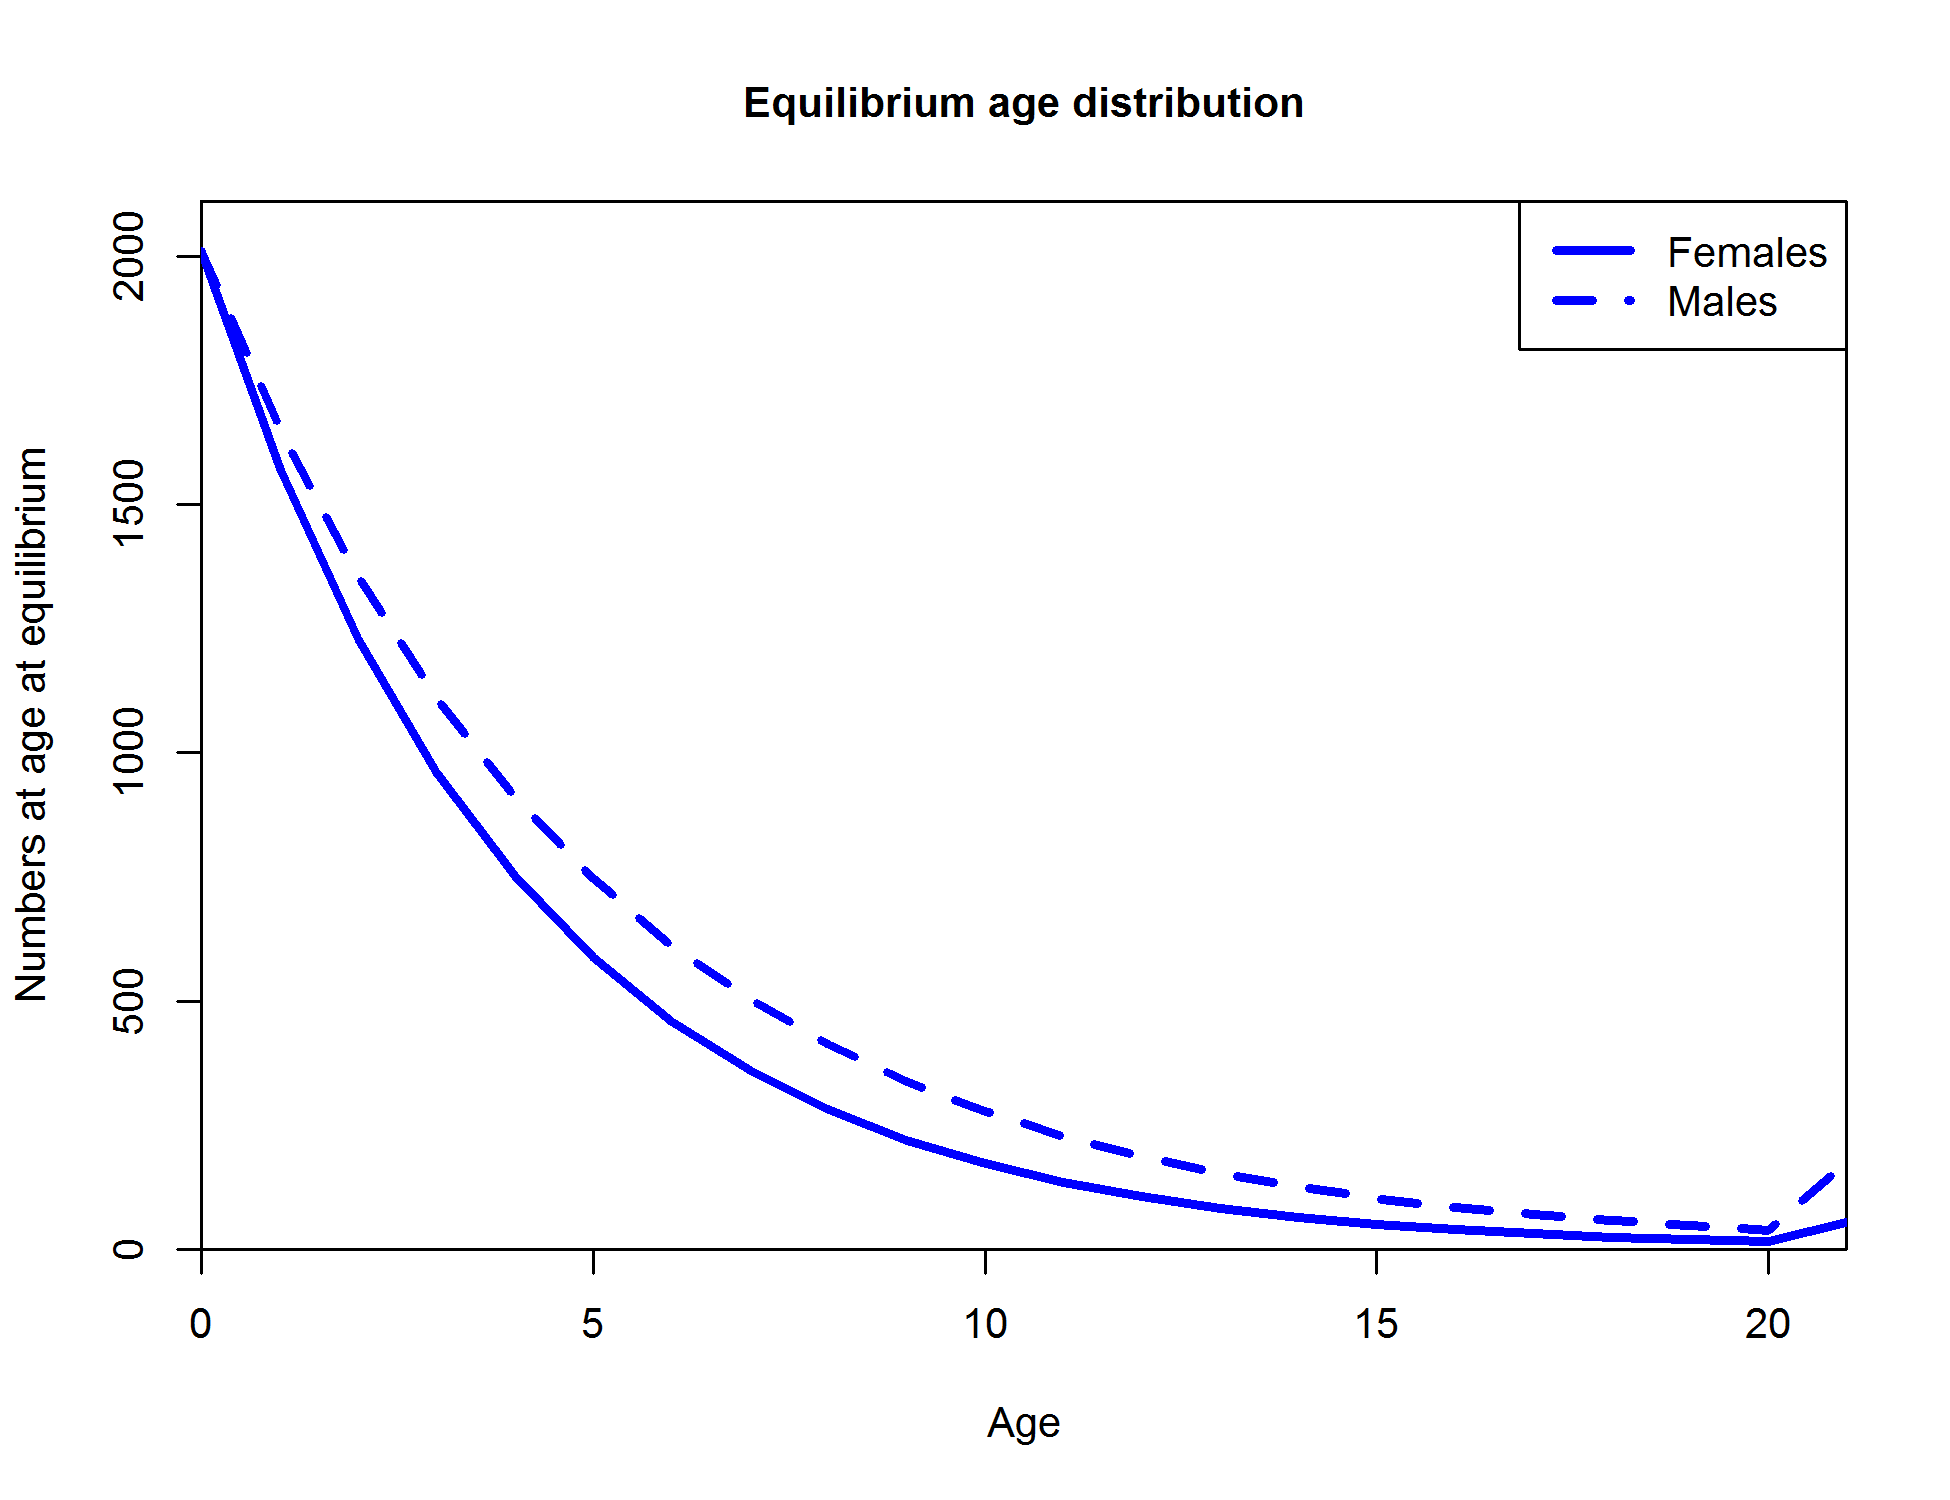 Equilibrium age distribution
Females
Males
Numbers at age at equilibrium
2000
1500
1000
500
0
0 5 10 15 20
Age